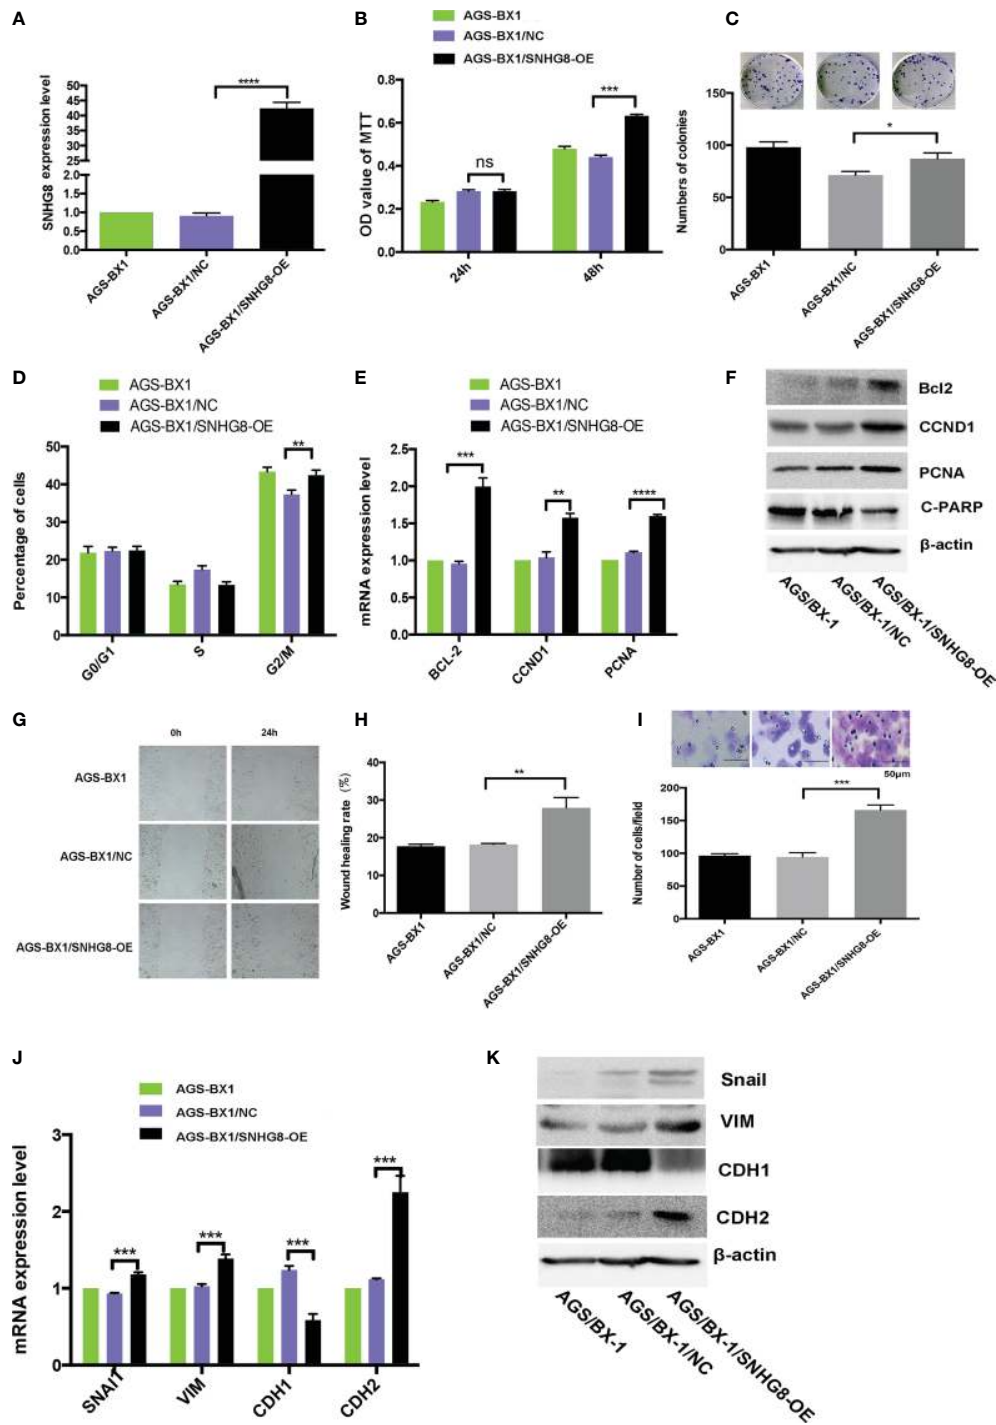 A
SNHG8 expression level
50
45
40
35
30
25
2.0
1.5
1.0
0.5
0.0
****
AGS-BX1
AGS-BX1/NC
AGS-BX1/SNHG8-OE
B
AGS-BX1
AGS-BX1/NC
AGS-BX1/SNHG8-OE
OD value of MTT
0.8
0.6
0.4
0.2
0.0
ns
***
24h
48h
C
Numbers of colonies
150
100
50
0
*
AGS-BX1
AGS-BX1/NC
AGS-BX1/SNHG8-OE
D
AGS-BX1
AGS-BX1/NC
AGS-BX1/SNHG8-OE
Percentage of cells
50
40
30
20
10
0
**
G0/G1
S
G2/M
E
AGS-BX1
AGS-BX1/NC
AGS-BX1/SNHG8-OE
mRNA expression level
2.5
2.0
1.5
1.0
0.5
0.0
***
**
****
BCL-2
CCND1
PCNA
F
Bcl2
CCND1
PCNA
C-PARP
β-actin
AGS/BX-1
AGS/BX-1/NC
AGS/BX-1/SNHG8-OE
G
0h
24h
AGS-BX1
AGS-BX1/NC
AGS-BX1/SNHG8-OE
H
Wound healing rate (%)
40
30
20
10
0
**
AGS-BX1
AGS-BX1/NC
AGS-BX1/SNHG8-OE
I
50μm
Number of cells/field
200
150
100
50
0
***
AGS-BX1
AGS-BX1/NC
AGS-BX1/SNHG8-OE
J
AGS-BX1
AGS-BX1/NC
AGS-BX1/SNHG8-OE
mRNA expression level
3
2
1
0
***
***
***
***
SNAI1
VIM
CDH1
CDH2
K
Snail
VIM
CDH1
CDH2
β-actin
AGS/BX-1
AGS/BX-1/NC
AGS/BX-1/SNHG8-OE